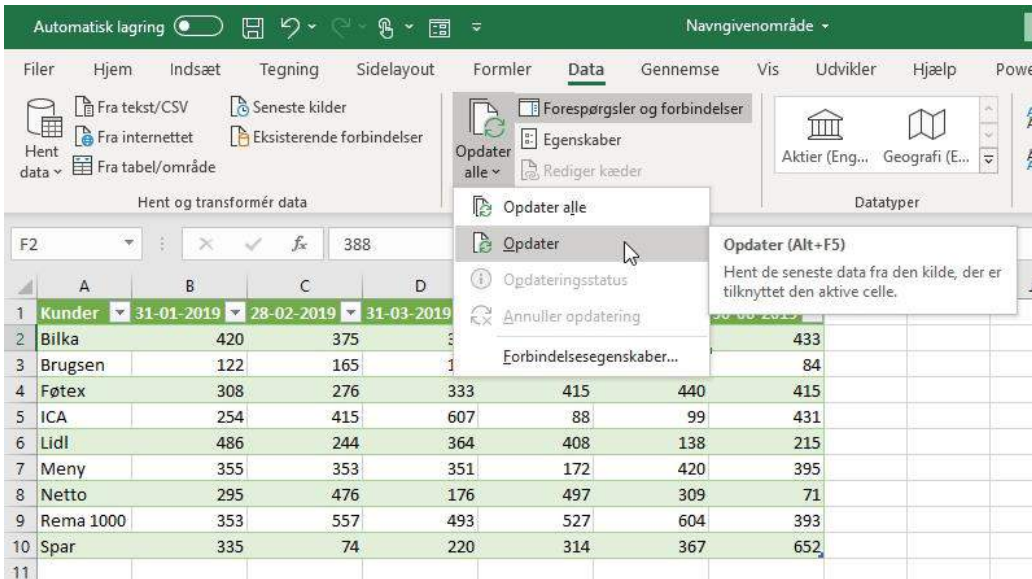 Automatisk lagring
Navngivenområde
Filer Hjem Indsæt Tegning Sidelayout Formler Data Gennemse Vis Udvikler Hjælp Powe
Hent data
Fra tekst/CSV
Fra internettet
Fra tabel/område
Seneste kilder
Eksisterende forbindelser
Hent og transformér data
Opdater alle
Forespørgsler og forbindelser
Egenskaber
Rediger kæder
Aktier (Eng... Geografi (E...
Datatyper
Opdater alle
Opdater
Opdateringsstatus
Annuller opdatering
Forbindelsesegenskaber...
Opdater (Alt+F5)
Hent de seneste data fra den kilde, der er
tilknyttet den aktive celle.
F2 fx 388
A B C D
1 Kunder 31-01-2019 28-02-2019 31-03-2019
2 Bilka 420 375 433
3 Brugsen 122 165 1 84
4 Føtex 308 276 333 415 440 415
5 ICA 254 415 607 88 99 431
6 Lidl 486 244 364 408 138 215
7 Meny 355 353 351 172 420 395
8 Netto 295 476 176 497 309 71
9 Rema 1000 353 557 493 527 604 393
10 Spar 335 74 220 314 367 652
11